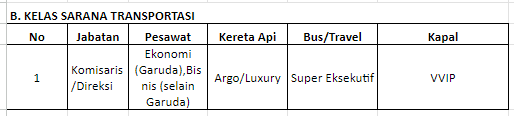 B. KELAS SARANA TRANSPORTASI
No Jabatan Pesawat Kereta Api Bus/Travel Kapal
1 Komisaris/Direksi Ekonomi (Garuda),Bisnis (selain Garuda) Argo/Luxury Super Eksekutif VVIP